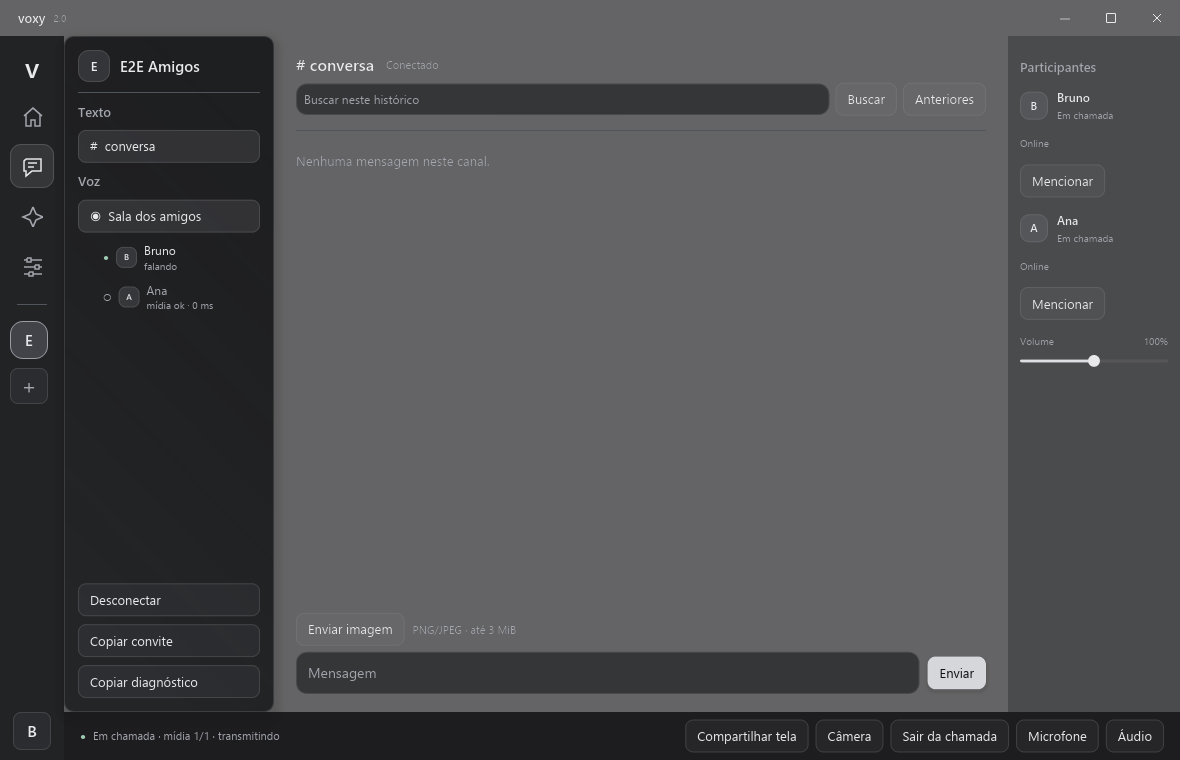 voxy 2.0
V
E
+
B
E E2E Amigos
Texto
# conversa
Voz
Sala dos amigos
B Bruno
falando
A Ana
mídia ok · 0 ms
Desconectar
Copiar convite
Copiar diagnóstico
# conversa Conectado
Buscar neste histórico Buscar Anteriores
Nenhuma mensagem neste canal.
Enviar imagem PNG/JPEG · até 3 MiB
Mensagem Enviar
Participantes
B Bruno
Em chamada
Online
Mencionar
A Ana
Em chamada
Online
Mencionar
Volume 100%
Em chamada · mídia 1/1 · transmitindo
Compartilhar tela Câmera Sair da chamada Microfone Áudio